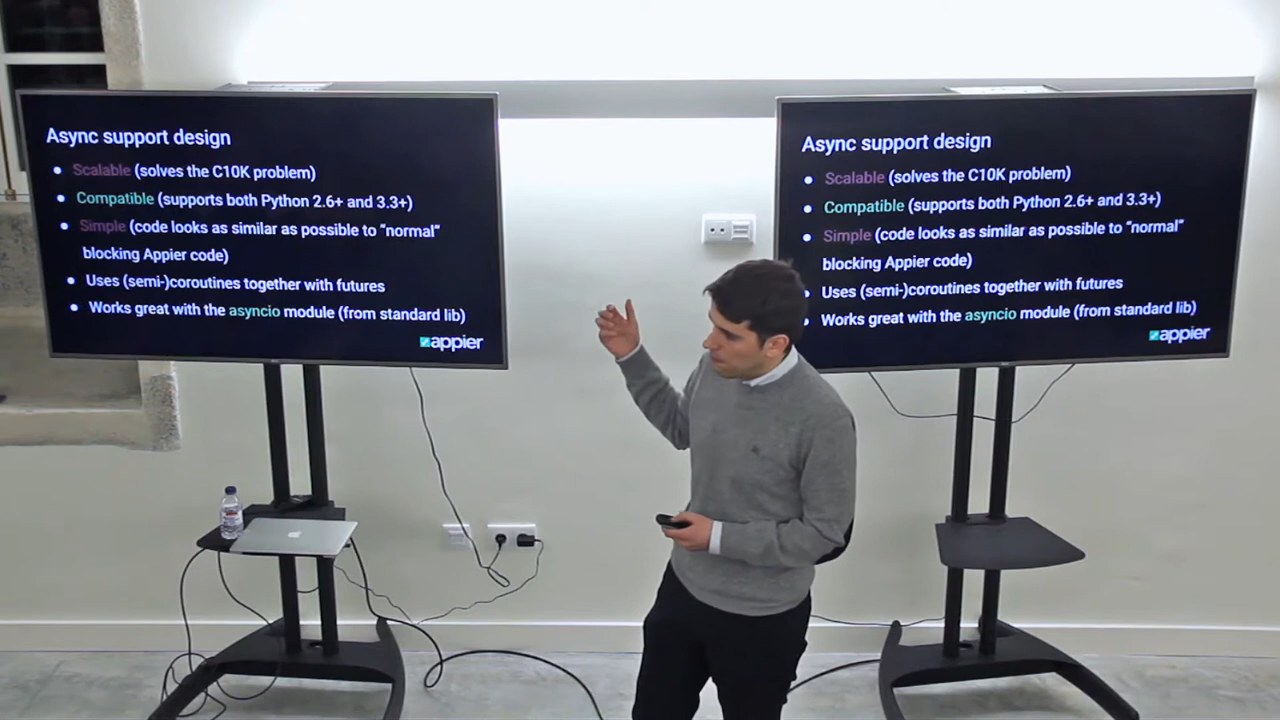 Async support design
● Scalable (solves the C10K problem)
● Compatible (supports both Python 2.6+ and 3.3+)
● Simple (code looks as similar as possible to “normal”
blocking Appier code)
● Uses (semi-)coroutines together with futures
● Works great with the asyncio module (from standard lib)
appier
Async support design
● Scalable (solves the C10K problem)
● Compatible (supports both Python 2.6+ and 3.3+)
● Simple (code looks as similar as possible to “normal”
blocking Appier code)
● Uses (semi-)coroutines together with futures
● Works great with the asyncio module (from standard lib)
appier